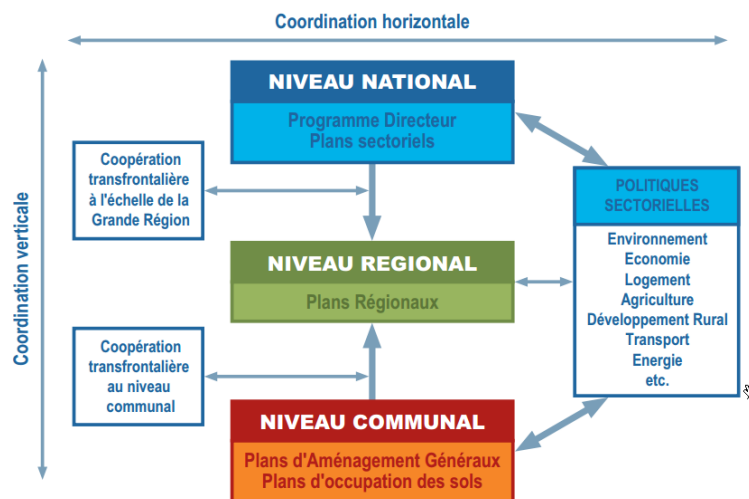 Coordination horizontale
Coordination verticale
NIVEAU NATIONAL
Programme Directeur
Plans sectoriels
Coopération
transfrontalière
à l'échelle de la
Grande Région
POLITIQUES
SECTORIELLES
Environnement
Economie
Logement
Agriculture
Développement Rural
Transport
Energie
etc.
NIVEAU REGIONAL
Plans Régionaux
Coopération
transfrontalière
au niveau
communal
NIVEAU COMMUNAL
Plans d'Aménagement Généraux
Plans d'occupation des sols